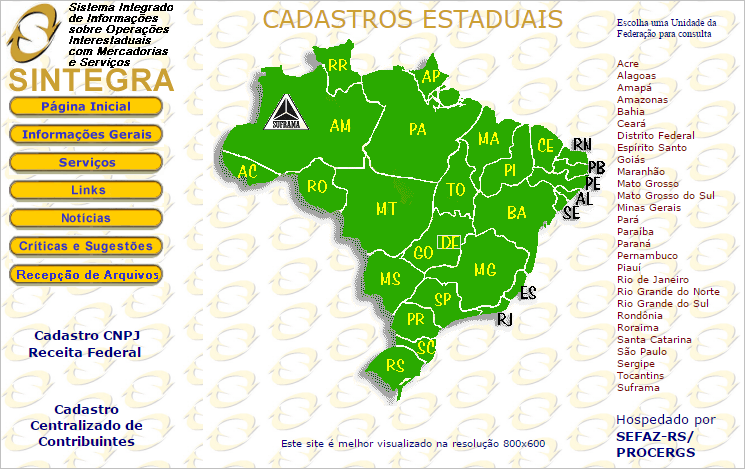 Sistema Integrado
de Informações
sobre Operações
Interestaduais
com Mercadorias
e Serviços
SINTEGRA
Página Inicial
Informações Gerais
Serviços
Links
Notícias
Críticas e Sugestões
Recepção de Arquivos
Cadastro CNPJ
Receita Federal
Cadastro
Centralizado de
Contribuintes
CADASTROS ESTADUAIS
RR
AP
SUFRAMA
AM
PA
MA
CE
RN
AC
RO
PI
PB
PE
TO
AL
MT
BA
SE
GO
DF
MS
MG
SP
ES
PR
RJ
SC
RS
Este site é melhor visualizado na resolução 800x600
Escolha uma Unidade da
Federação para consulta
Acre
Alagoas
Amapá
Amazonas
Bahia
Ceará
Distrito Federal
Espírito Santo
Goiás
Maranhão
Mato Grosso
Mato Grosso do Sul
Minas Gerais
Pará
Paraíba
Paraná
Pernambuco
Piauí
Rio de Janeiro
Rio Grande do Norte
Rio Grande do Sul
Rondônia
Roraima
Santa Catarina
São Paulo
Sergipe
Tocantins
Suframa
Hospedado por
SEFAZ-RS/
PROCERGS